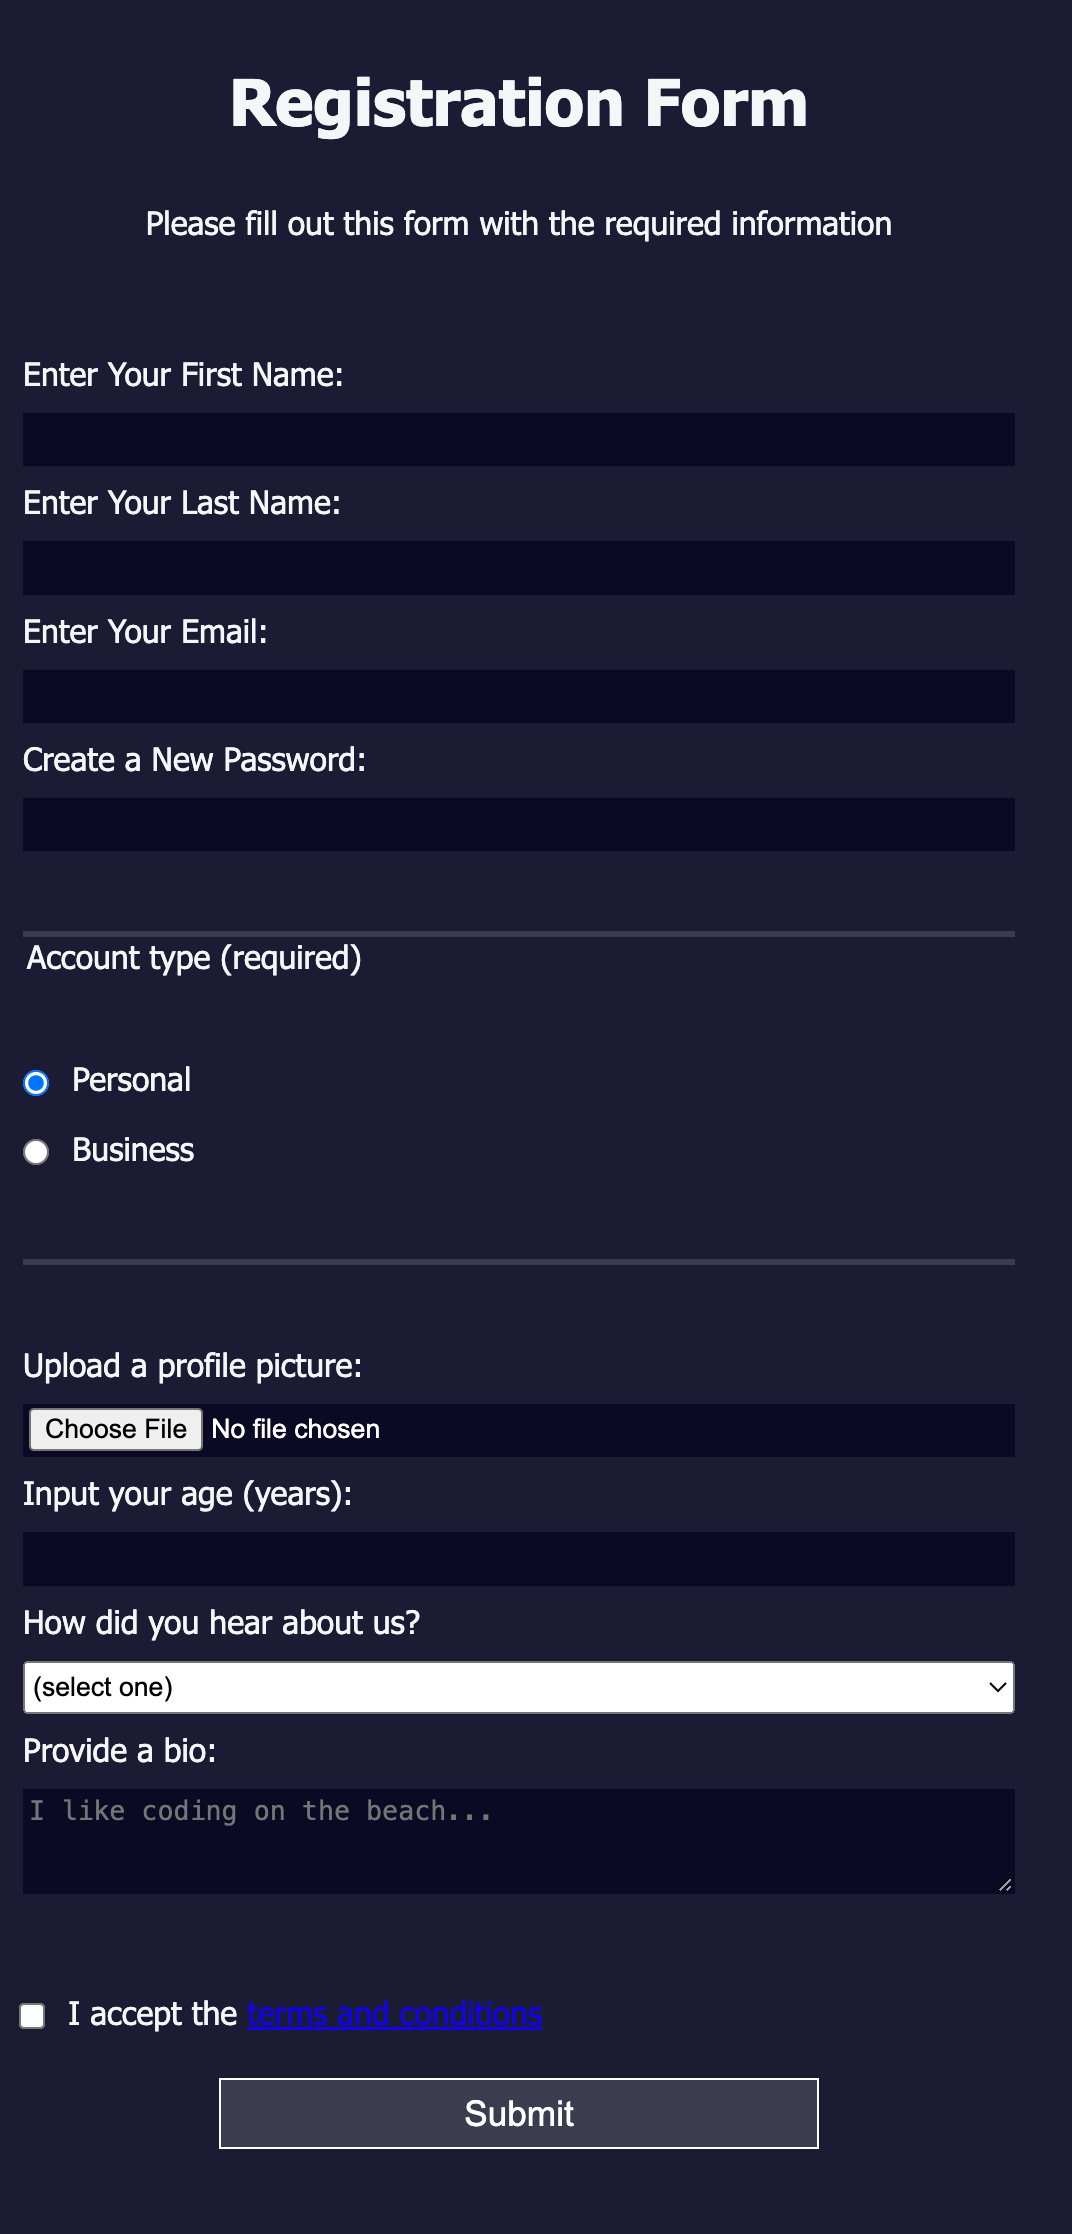 Registration Form
Please fill out this form with the required information
Enter Your First Name:
Enter Your Last Name:
Enter Your Email:
Create a New Password:
Account type (required)
Personal
Business
Upload a profile picture:
Choose File No file chosen
Input your age (years):
How did you hear about us?
(select one)
Provide a bio:
I like coding on the beach...
I accept the terms and conditions
Submit